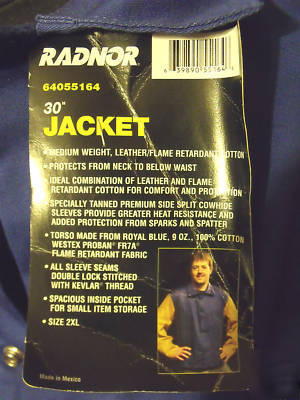 RADNOR
64055164
30"
JACKET
6 39890 55164
• MEDIUM WEIGHT, LEATHER/FLAME RETARDANT COTTON
• PROTECTS FROM NECK TO BELOW WAIST
• IDEAL COMBINATION OF LEATHER AND FLAME
RETARDANT COTTON FOR COMFORT AND PROTECTION
• SPECIALLY TANNED PREMIUM SIDE SPLIT COWHIDE
SLEEVES PROVIDE GREATER HEAT RESISTANCE AND
ADDED PROTECTION FROM SPARKS AND SPATTER
• TORSO MADE FROM ROYAL BLUE, 9 OZ., 100% COTTON
WESTEX PROBAN® FR7A®
FLAME RETARDANT FABRIC
• ALL SLEEVE SEAMS
DOUBLE LOCK STITCHED
WITH KEVLAR® THREAD
• SPACIOUS INSIDE POCKET
FOR SMALL ITEM STORAGE
• SIZE 2XL
Made in Mexico